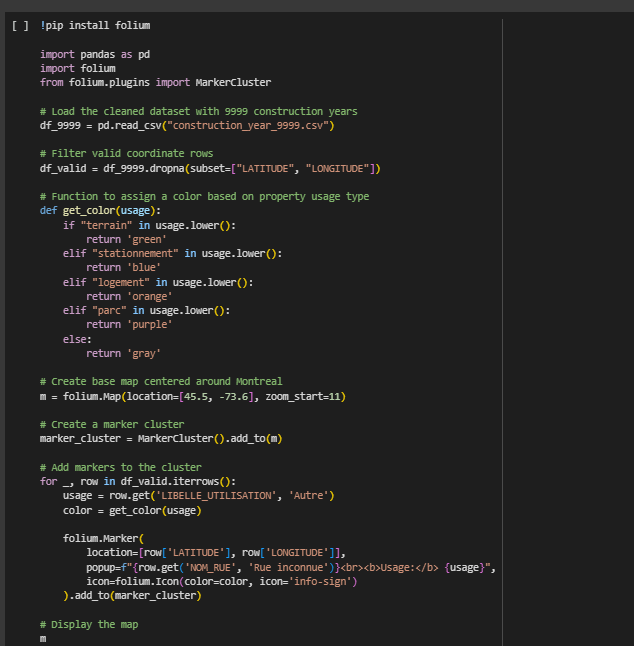 [ ] !pip install folium
import pandas as pd
import folium
from folium.plugins import MarkerCluster
# Load the cleaned dataset with 9999 construction years
df_9999 = pd.read_csv("construction_year_9999.csv")
# Filter valid coordinate rows
df_valid = df_9999.dropna(subset=["LATITUDE", "LONGITUDE"])
# Function to assign a color based on property usage type
def get_color(usage):
    if "terrain" in usage.lower():
        return 'green'
    elif "stationnement" in usage.lower():
        return 'blue'
    elif "logement" in usage.lower():
        return 'orange'
    elif "parc" in usage.lower():
        return 'purple'
    else:
        return 'gray'
# Create base map centered around Montreal
m = folium.Map(location=[45.5, -73.6], zoom_start=11)
# Create a marker cluster
marker_cluster = MarkerCluster().add_to(m)
# Add markers to the cluster
for _, row in df_valid.iterrows():
    usage = row.get('LIBELLE_UTILISATION', 'Autre')
    color = get_color(usage)
    folium.Marker(
        location=[row['LATITUDE'], row['LONGITUDE']],
        popup=f"{row.get('NOM_RUE', 'Rue inconnue')}<br><b>Usage:</b> {usage}",
        icon=folium.Icon(color=color, icon='info-sign')
    ).add_to(marker_cluster)
# Display the map
m